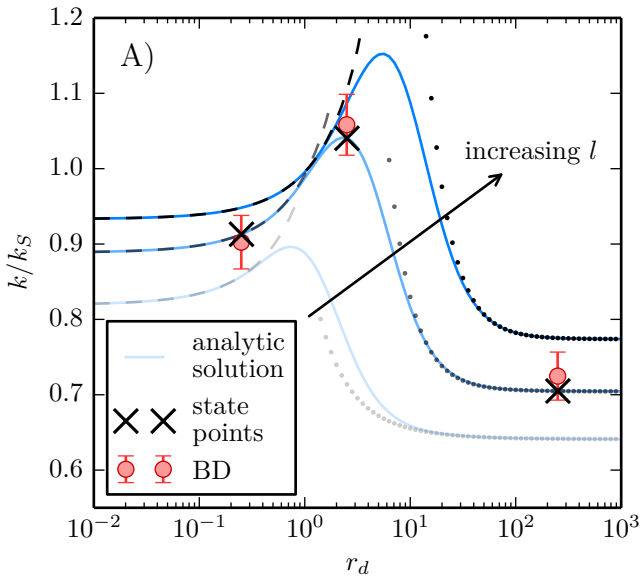 A)
1.2
1.1
1.0
0.9
0.8
0.7
0.6
k/k_S
increasing l
analytic
solution
state
points
BD
10^{-2}
10^{-1}
10^{0}
10^{1}
10^{2}
10^{3}
r_d